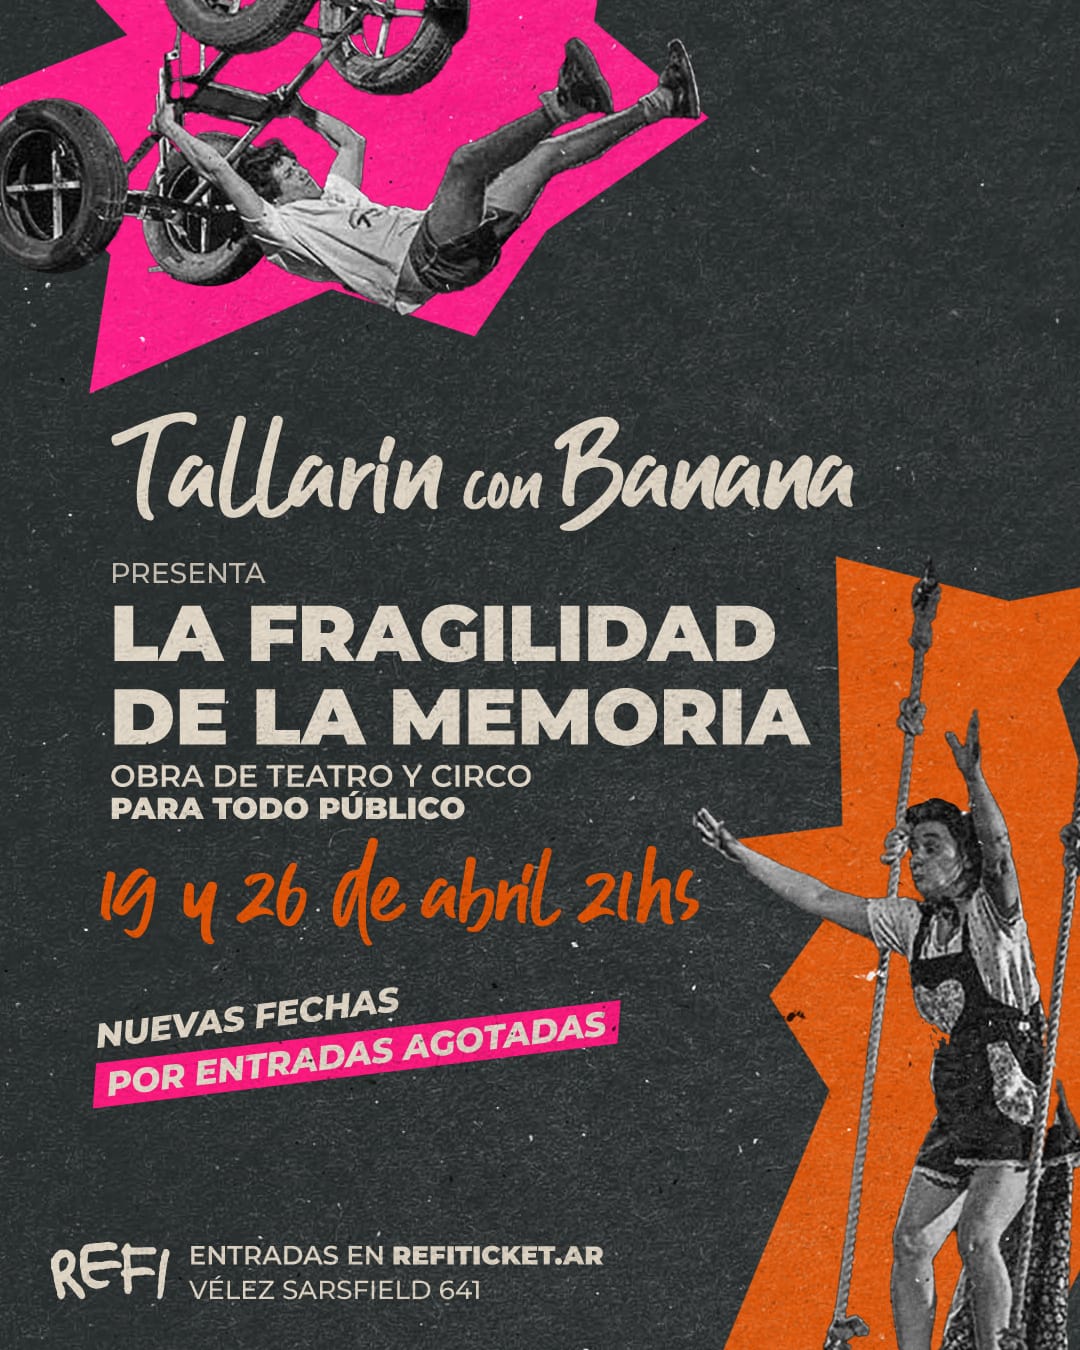 Tallarin con Banana
PRESENTA
LA FRAGILIDAD
DE LA MEMORIA
OBRA DE TEATRO Y CIRCO
PARA TODO PÚBLICO
19 y 26 de abril 21hs
NUEVAS FECHAS
POR ENTRADAS AGOTADAS
REFI
ENTRADAS EN REFITICKET.AR
VÉLEZ SARSFIELD 641